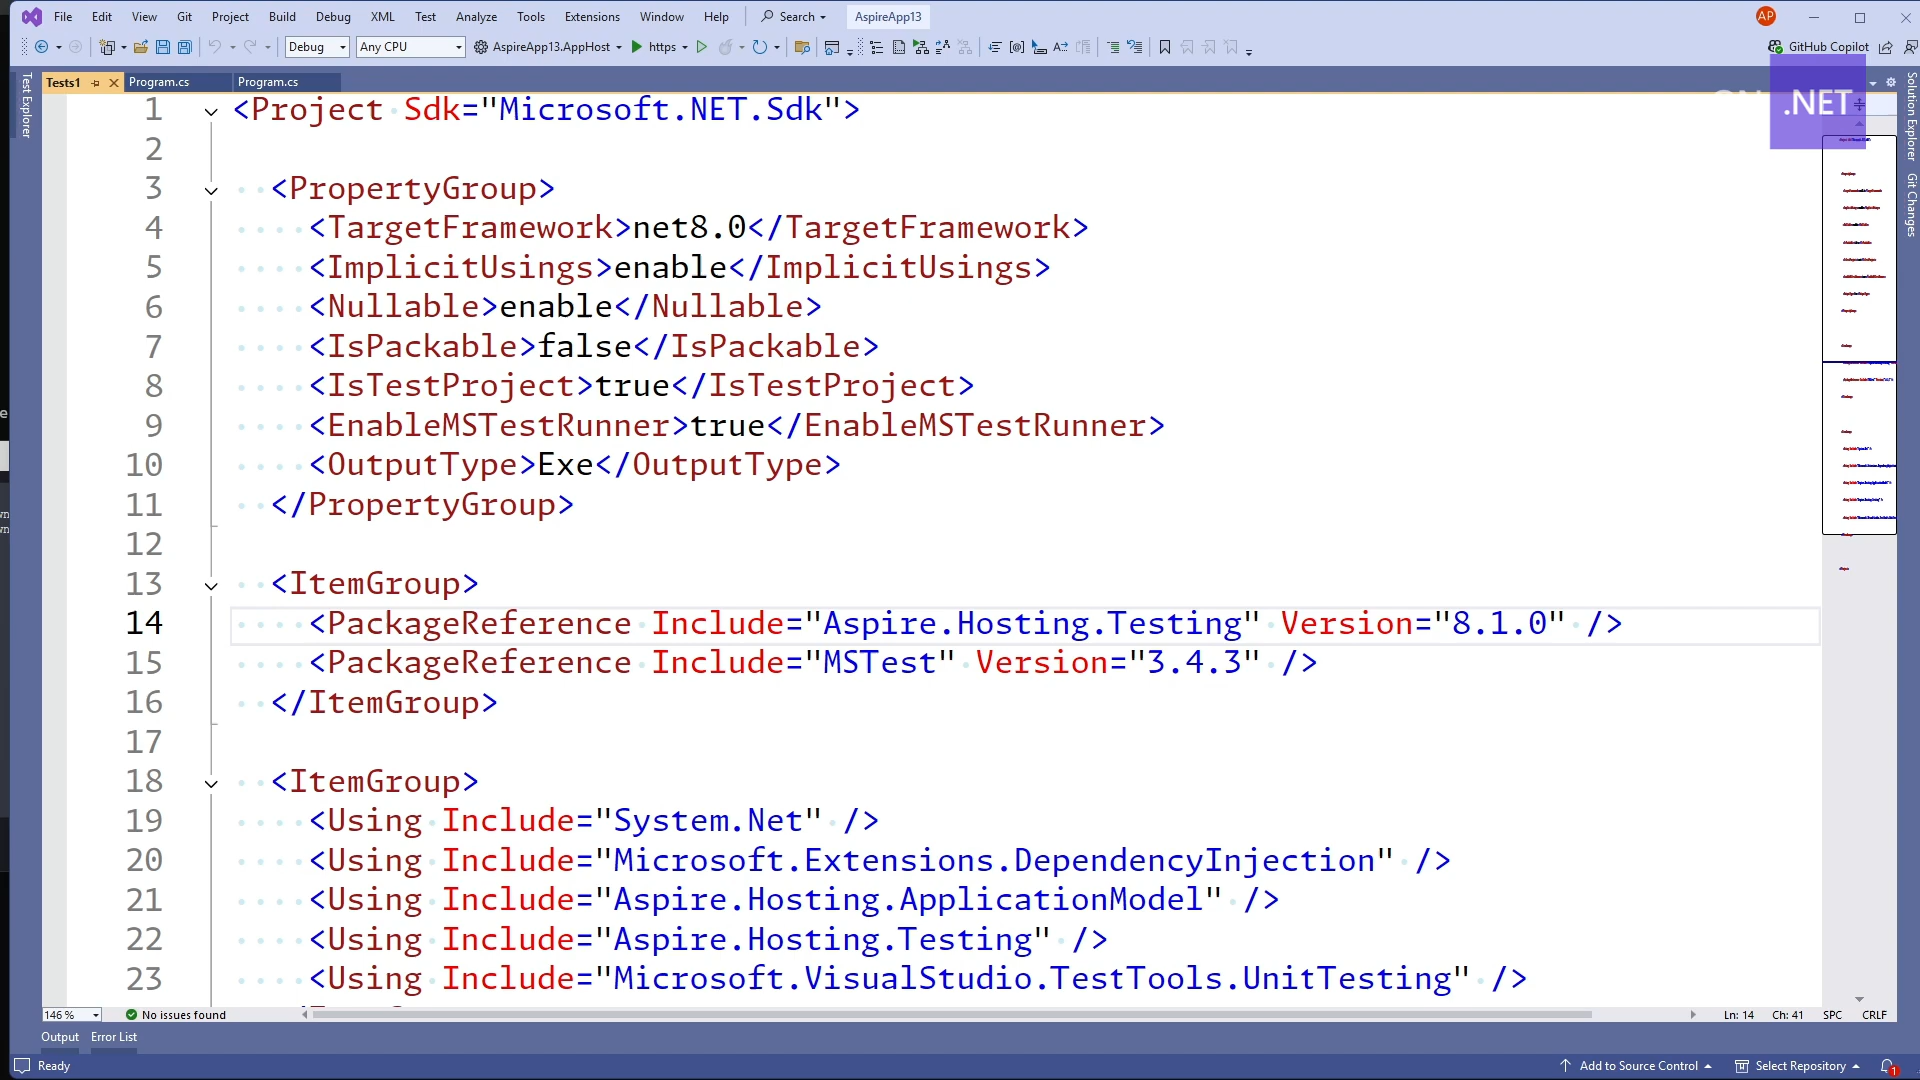 File Edit View Git Project Build Debug XML Test Analyze Tools Extensions Window Help Search AspireApp13 AP
Debug Any CPU AspireApp13.AppHost https GitHub Copilot
Tests1 Program.cs Program.cs
.NET
Test Explorer
Solution Explorer
Git Changes
1 <Project Sdk="Microsoft.NET.Sdk">
2
3 <PropertyGroup>
4 <TargetFramework>net8.0</TargetFramework>
5 <ImplicitUsings>enable</ImplicitUsings>
6 <Nullable>enable</Nullable>
7 <IsPackable>false</IsPackable>
8 <IsTestProject>true</IsTestProject>
9 <EnableMSTestRunner>true</EnableMSTestRunner>
10 <OutputType>Exe</OutputType>
11 </PropertyGroup>
12
13 <ItemGroup>
14 <PackageReference Include="Aspire.Hosting.Testing" Version="8.1.0" />
15 <PackageReference Include="MSTest" Version="3.4.3" />
16 </ItemGroup>
17
18 <ItemGroup>
19 <Using Include="System.Net" />
20 <Using Include="Microsoft.Extensions.DependencyInjection" />
21 <Using Include="Aspire.Hosting.ApplicationModel" />
22 <Using Include="Aspire.Hosting.Testing" />
23 <Using Include="Microsoft.VisualStudio.TestTools.UnitTesting" />
146 % No issues found Ln: 14 Ch: 41 SPC CRLF
Output Error List
Ready Add to Source Control Select Repository 1